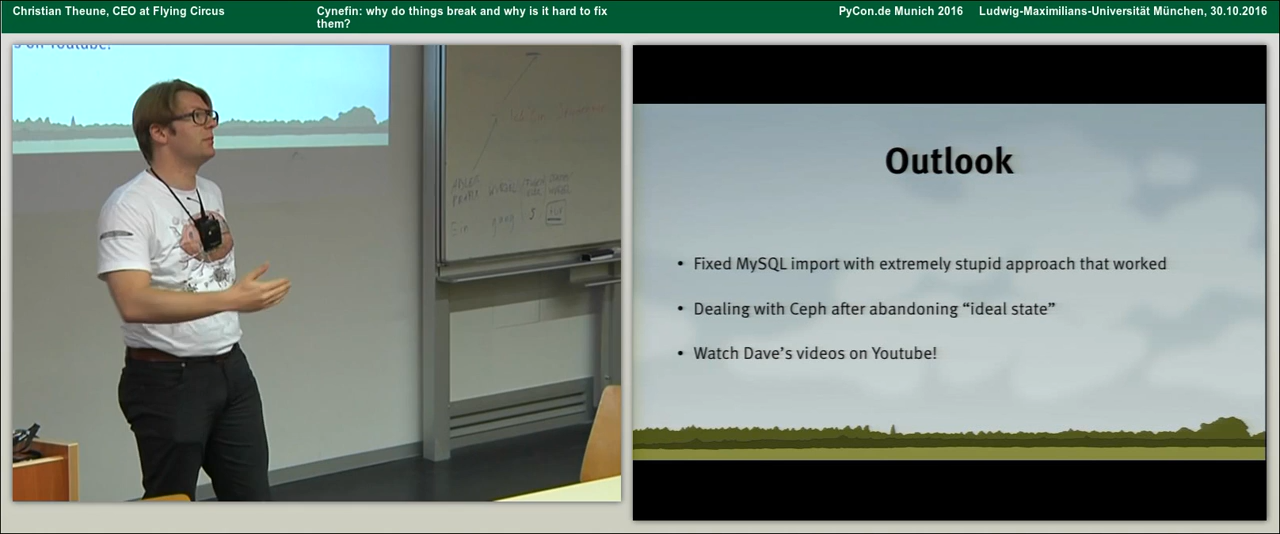 Christian Theune, CEO at Flying Circus
Cynefin: why do things break and why is it hard to fix
them?
PyCon.de Munich 2016
Ludwig-Maximilians-Universität München, 30.10.2016
s on Youtube!
Outlook
• Fixed MySQL import with extremely stupid approach that worked
• Dealing with Ceph after abandoning “ideal state”
• Watch Dave’s videos on Youtube!